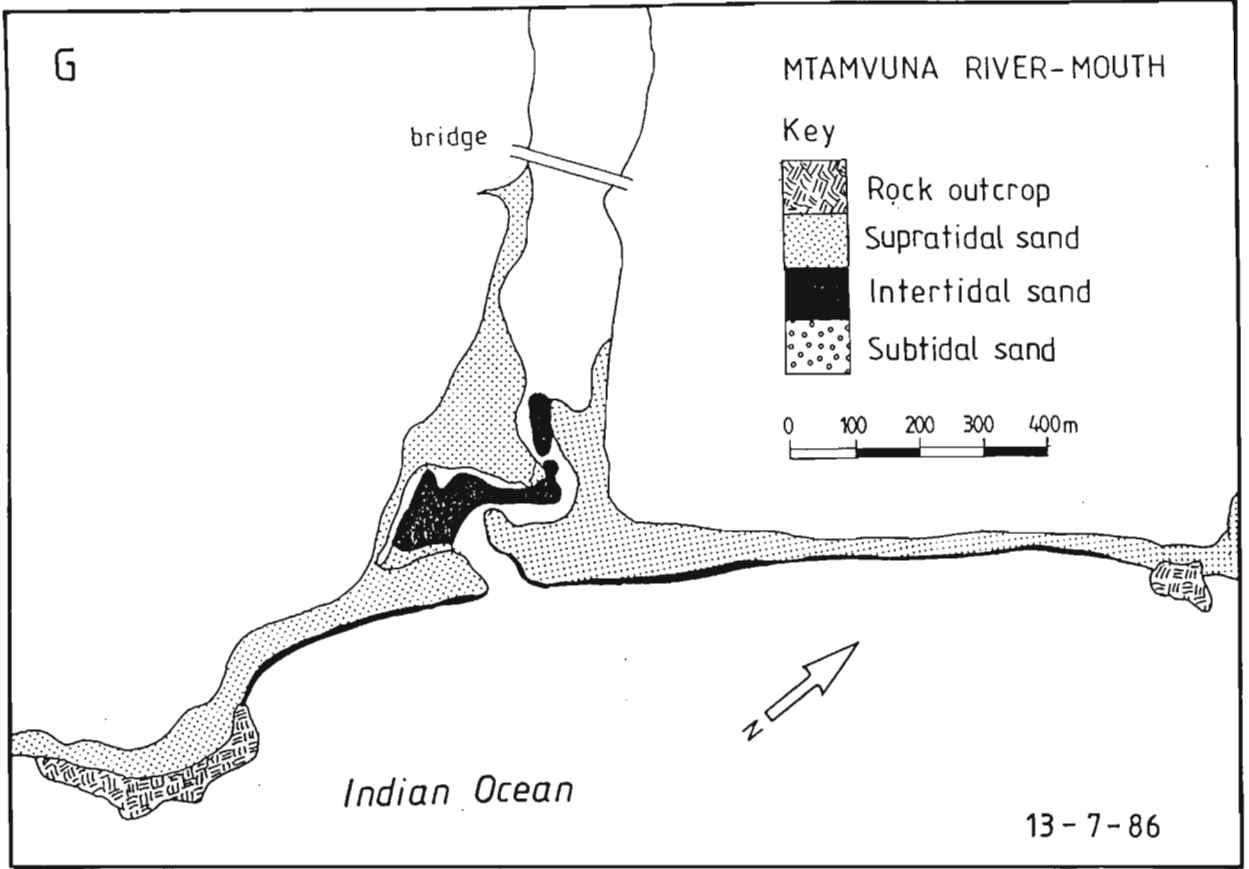 G
MTAMVUNA RIVER-MOUTH
Key
bridge
Rock outcrop
Supratidal sand
Intertidal sand
Subtidal sand
0 100 200 300 400m
N
Indian Ocean
13-7-86